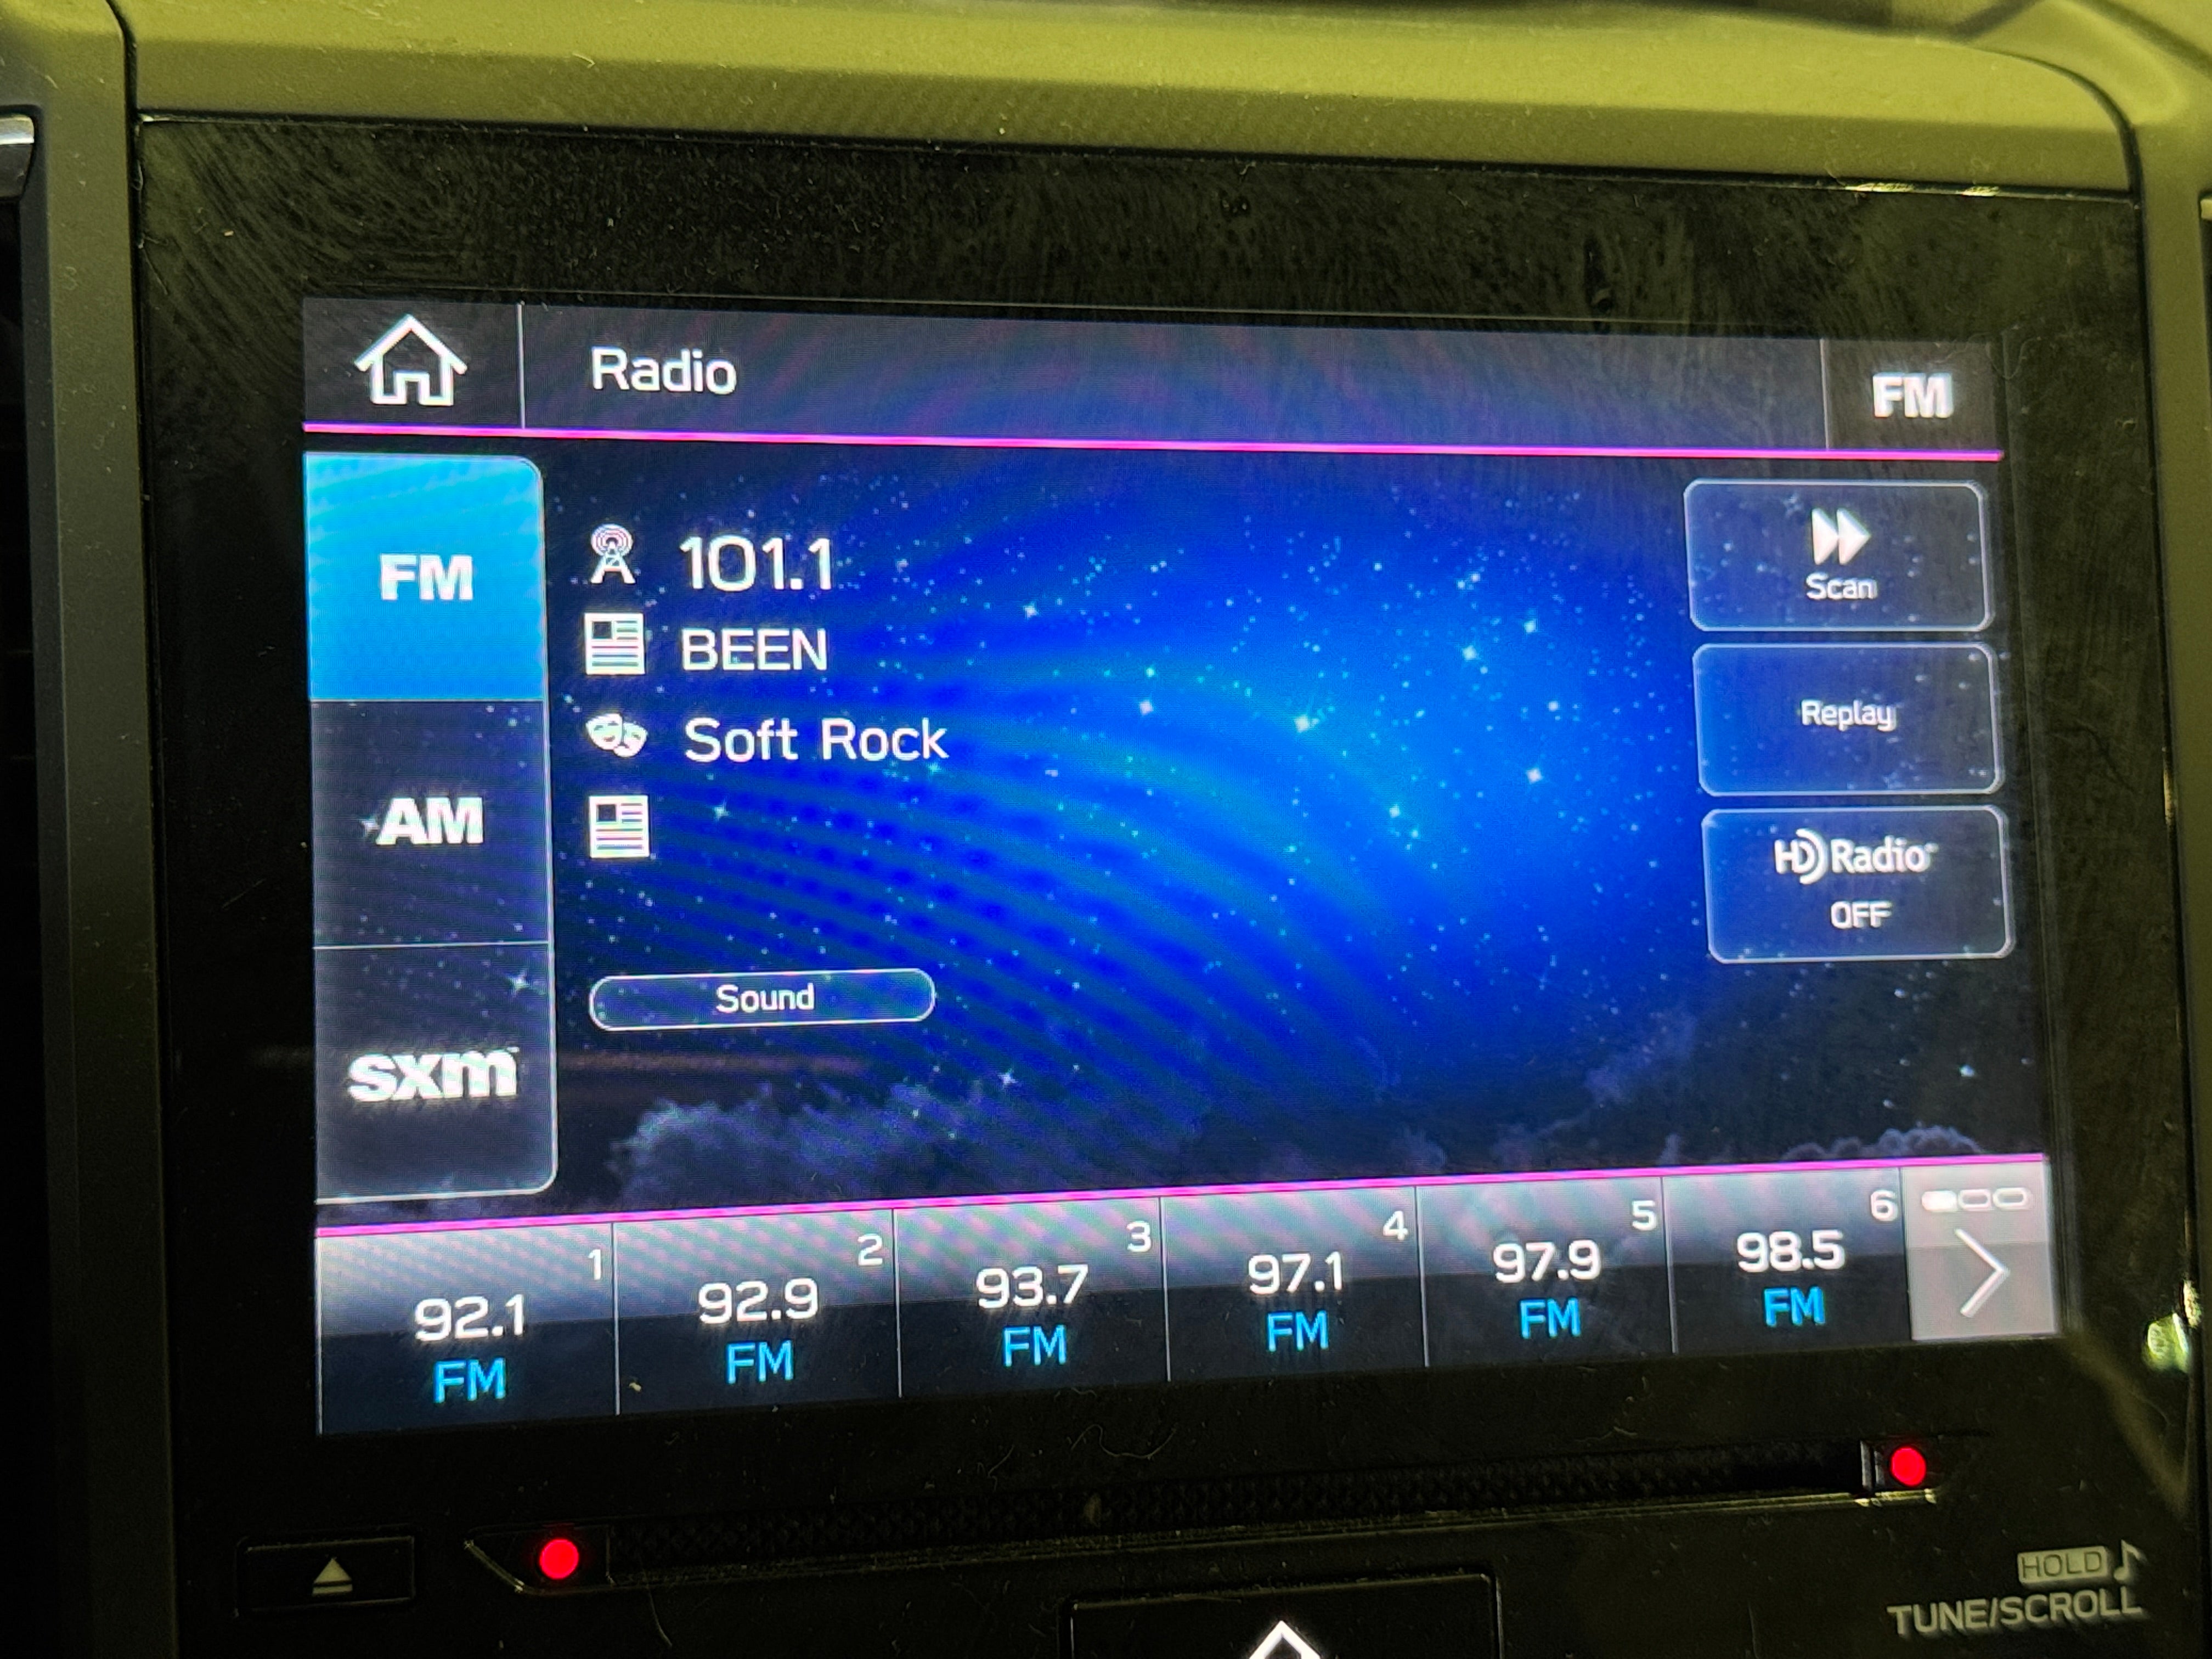 Radio
FM
FM
AM
sxm
101.1
BEEN
Soft Rock
Sound
Scan
Replay
HD Radio
OFF
1
92.1
FM
2
92.9
FM
3
93.7
FM
4
97.1
FM
5
97.9
FM
6
98.5
FM
HOLD
TUNE/SCROLL